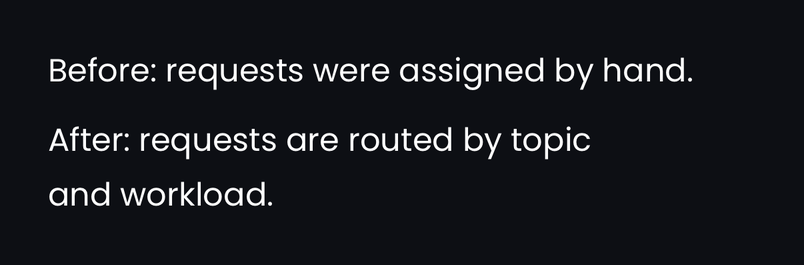 Before: requests were assigned by hand.
After: requests are routed by topic
and workload.